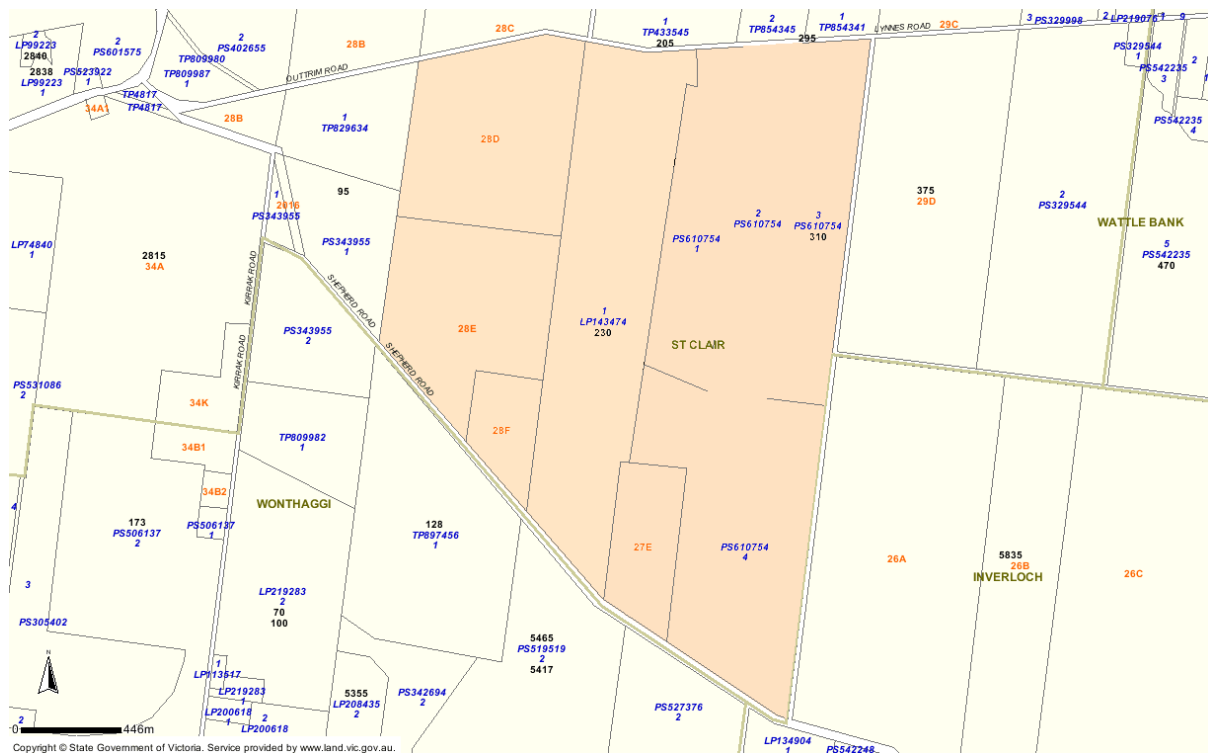 2
LP99223
2840
2838
LP99223
1
2
PS601575
PS523922
1
2
PS402655
TP809980
TP809987
1
28B
28C
1
TP433545
205
2
TP854345
295
1
TP854341
LYNNES ROAD
29C
3
PS329998
2
LP219076
1
9
PS329544
1
PS542235
3
2
1
PS542235
4
OUTTRIM ROAD
TP4817
TP4817
34A1
28B
1
TP829634
28D
95
1
PS343955
2016
PS343955
1
LP74840
1
2815
34A
KIRRAK ROAD
SHEPHERD ROAD
2
PS610754
3
PS610754
310
PS610754
1
375
29D
2
PS329544
WATTLE BANK
5
PS542235
470
PS343955
2
KIRRAK ROAD
SHEPHERD ROAD
28E
1
LP143474
230
ST CLAIR
PS531086
2
34K
34B1
TP809982
1
28F
34B2
WONTHAGGI
4
173
PS506137
2
PS506137
1
128
TP897456
1
27E
PS610754
4
26A
5835
26B
INVERLOCH
26C
3
PS305402
LP219283
2
70
100
5465
PS519519
2
5417
N
1
LP113517
LP219283
1
LP200618
1
2
LP200618
5355
LP208435
2
PS342694
2
PS527376
2
LP134904
1
PS542248
2
0
446m
Copyright © State Government of Victoria. Service provided by www.land.vic.gov.au.